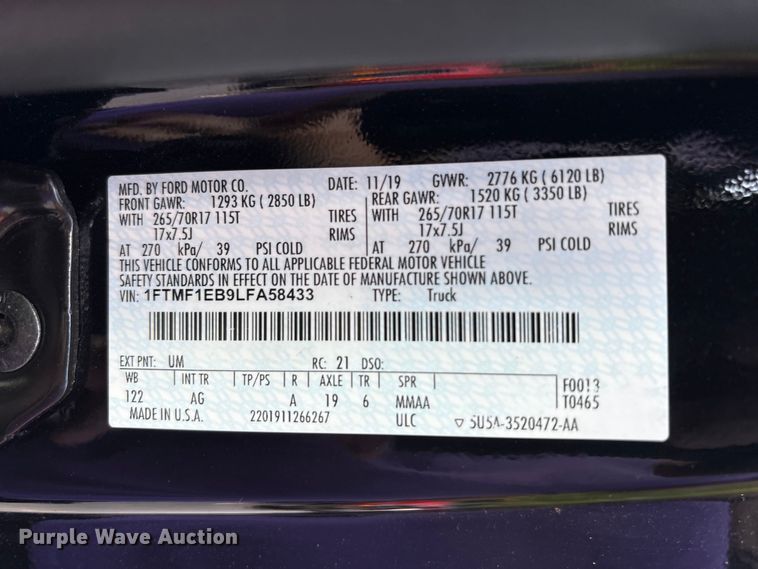 MFD. BY FORD MOTOR CO. DATE: 11/19 GVWR: 2776 KG ( 6120 LB)
FRONT GAWR: 1293 KG ( 2850 LB) REAR GAWR: 1520 KG ( 3350 LB)
WITH 265/70R17 115T TIRES WITH 265/70R17 115T TIRES
17x7.5J RIMS 17x7.5J RIMS
AT 270 kPa/ 39 PSI COLD AT 270 kPa/ 39 PSI COLD
THIS VEHICLE CONFORMS TO ALL APPLICABLE FEDERAL MOTOR VEHICLE
SAFETY STANDARDS IN EFFECT ON THE DATE OF MANUFACTURE SHOWN ABOVE.
VIN: 1FTMF1EB9LFA58433 TYPE: Truck
EXT PNT: UM RC: 21 DSO:
WB INT TR TP/PS R AXLE TR SPR F0013
122 AG A 19 6 MMAA T0465
MADE IN U.S.A. 2201911266267 ULC ▽ 5U5A-3520472-AA
Purple Wave Auction